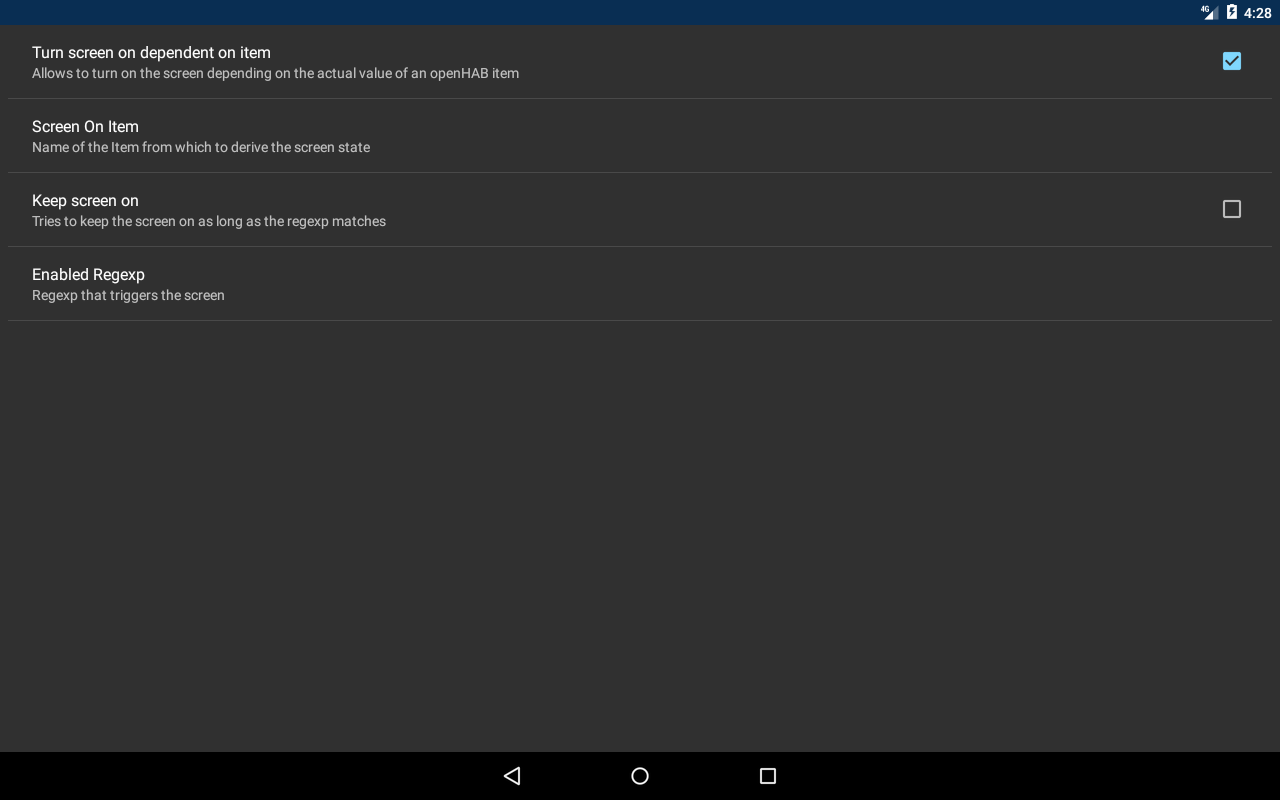 4G 4:28
Turn screen on dependent on item
Allows to turn on the screen depending on the actual value of an openHAB item
Screen On Item
Name of the Item from which to derive the screen state
Keep screen on
Tries to keep the screen on as long as the regexp matches
Enabled Regexp
Regexp that triggers the screen